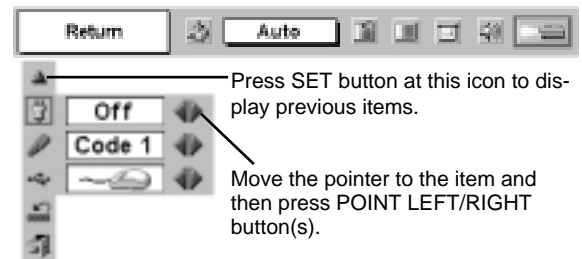 Return
Auto
Press SET button at this icon to dis-
play previous items.
Off
Code 1
Move the pointer to the item and
then press POINT LEFT/RIGHT
button(s).